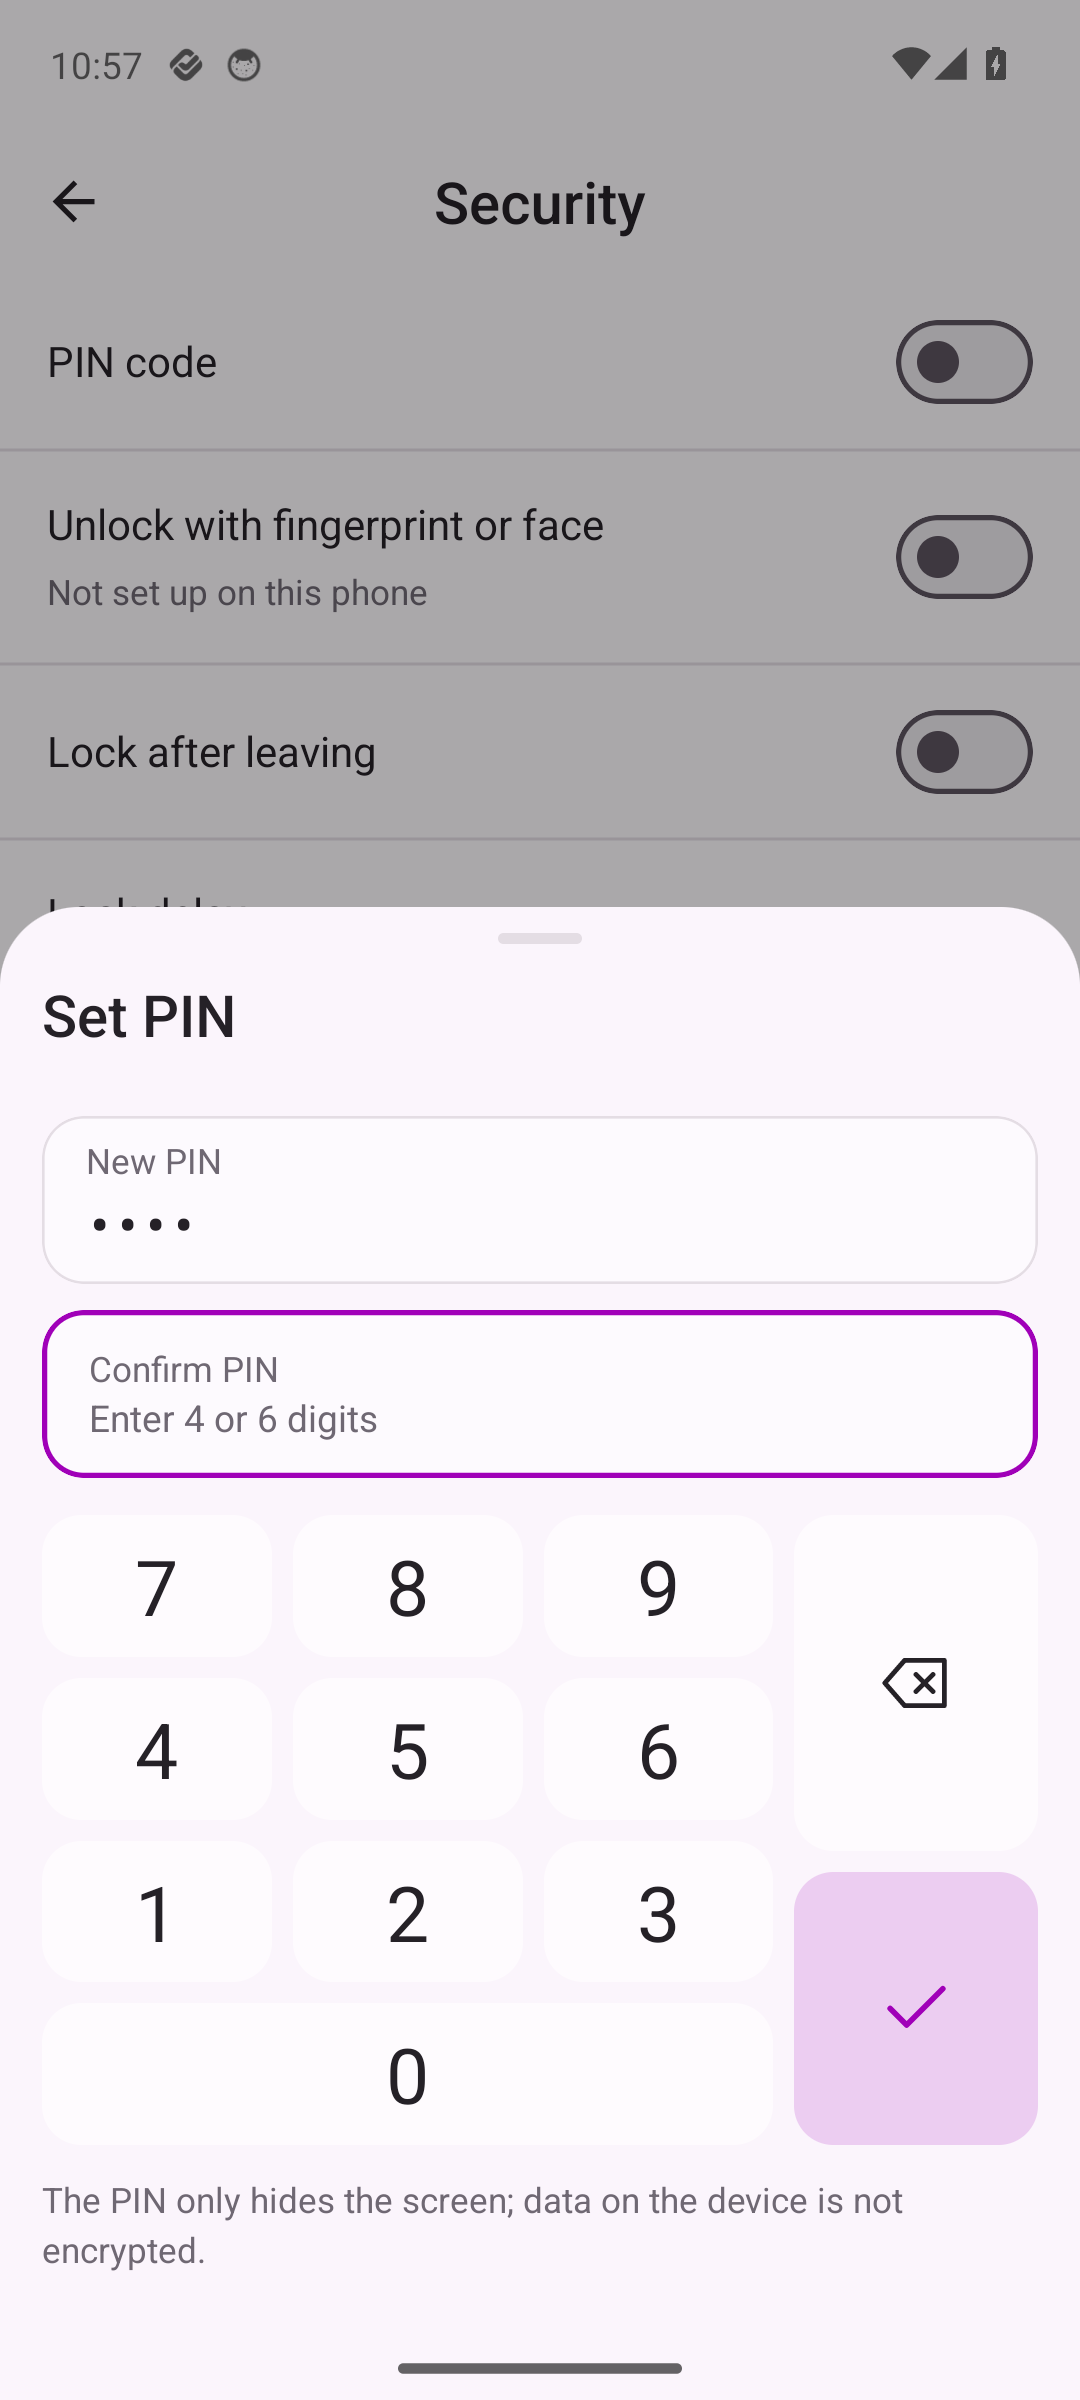 10:57
Security
PIN code
Unlock with fingerprint or face
Not set up on this phone
Lock after leaving
Set PIN
New PIN
••••
Confirm PIN
Enter 4 or 6 digits
7 8 9
4 5 6
1 2 3
0
The PIN only hides the screen; data on the device is not
encrypted.